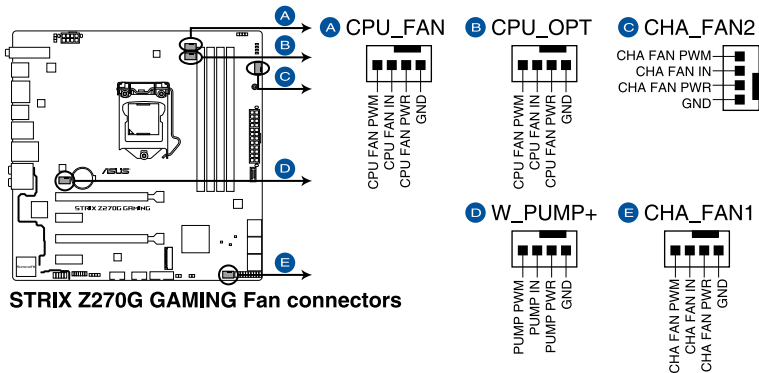 A
B
C
D
E
/SUS
STRIX Z270G GAMING
STRIX Z270G GAMING Fan connectors
A CPU_FAN
CPU FAN PWM
CPU FAN IN
CPU FAN PWR
GND
B CPU_OPT
CPU FAN PWM
CPU FAN IN
CPU FAN PWR
GND
C CHA_FAN2
CHA FAN PWM
CHA FAN IN
CHA FAN PWR
GND
D W_PUMP+
PUMP PWM
PUMP IN
PUMP PWR
GND
E CHA_FAN1
CHA FAN PWM
CHA FAN IN
CHA FAN PWR
GND